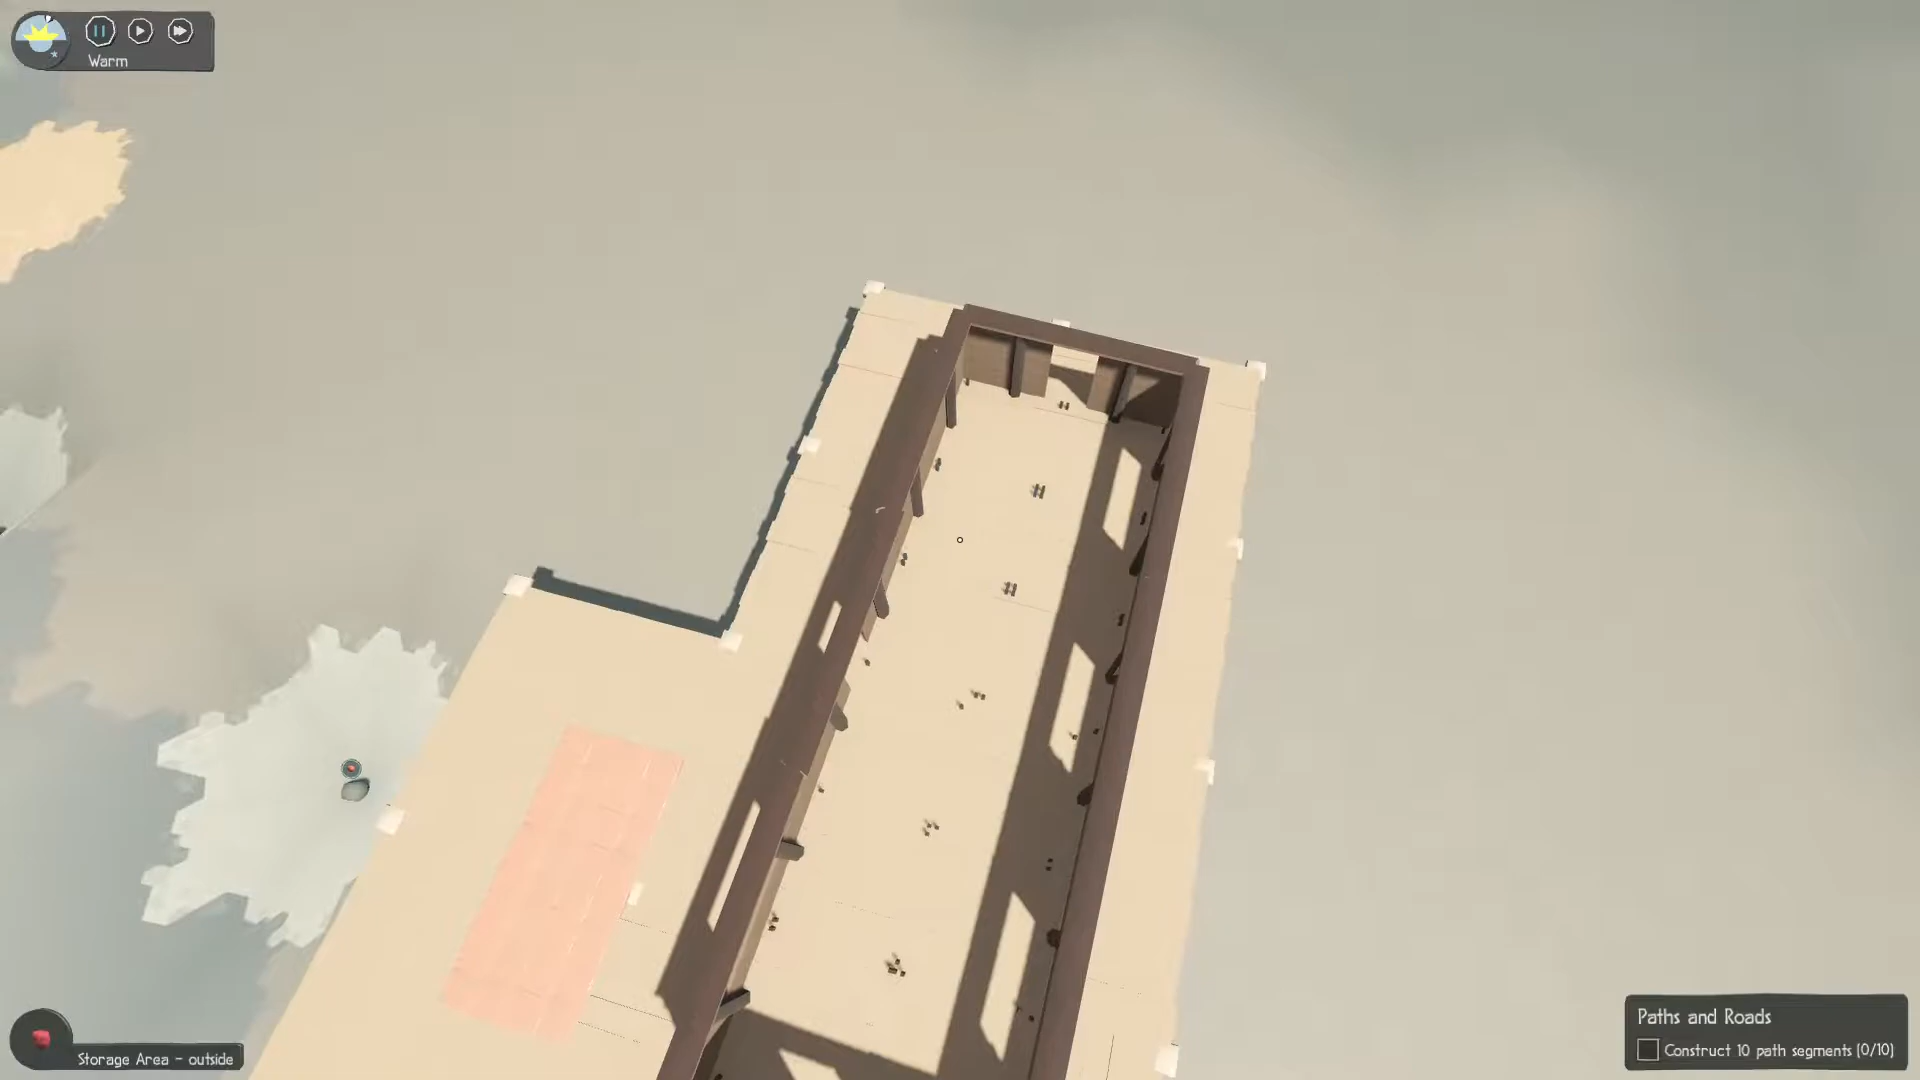 Warm
Storage Area - outside
Paths and Roads
Construct 10 path segments (0/10)